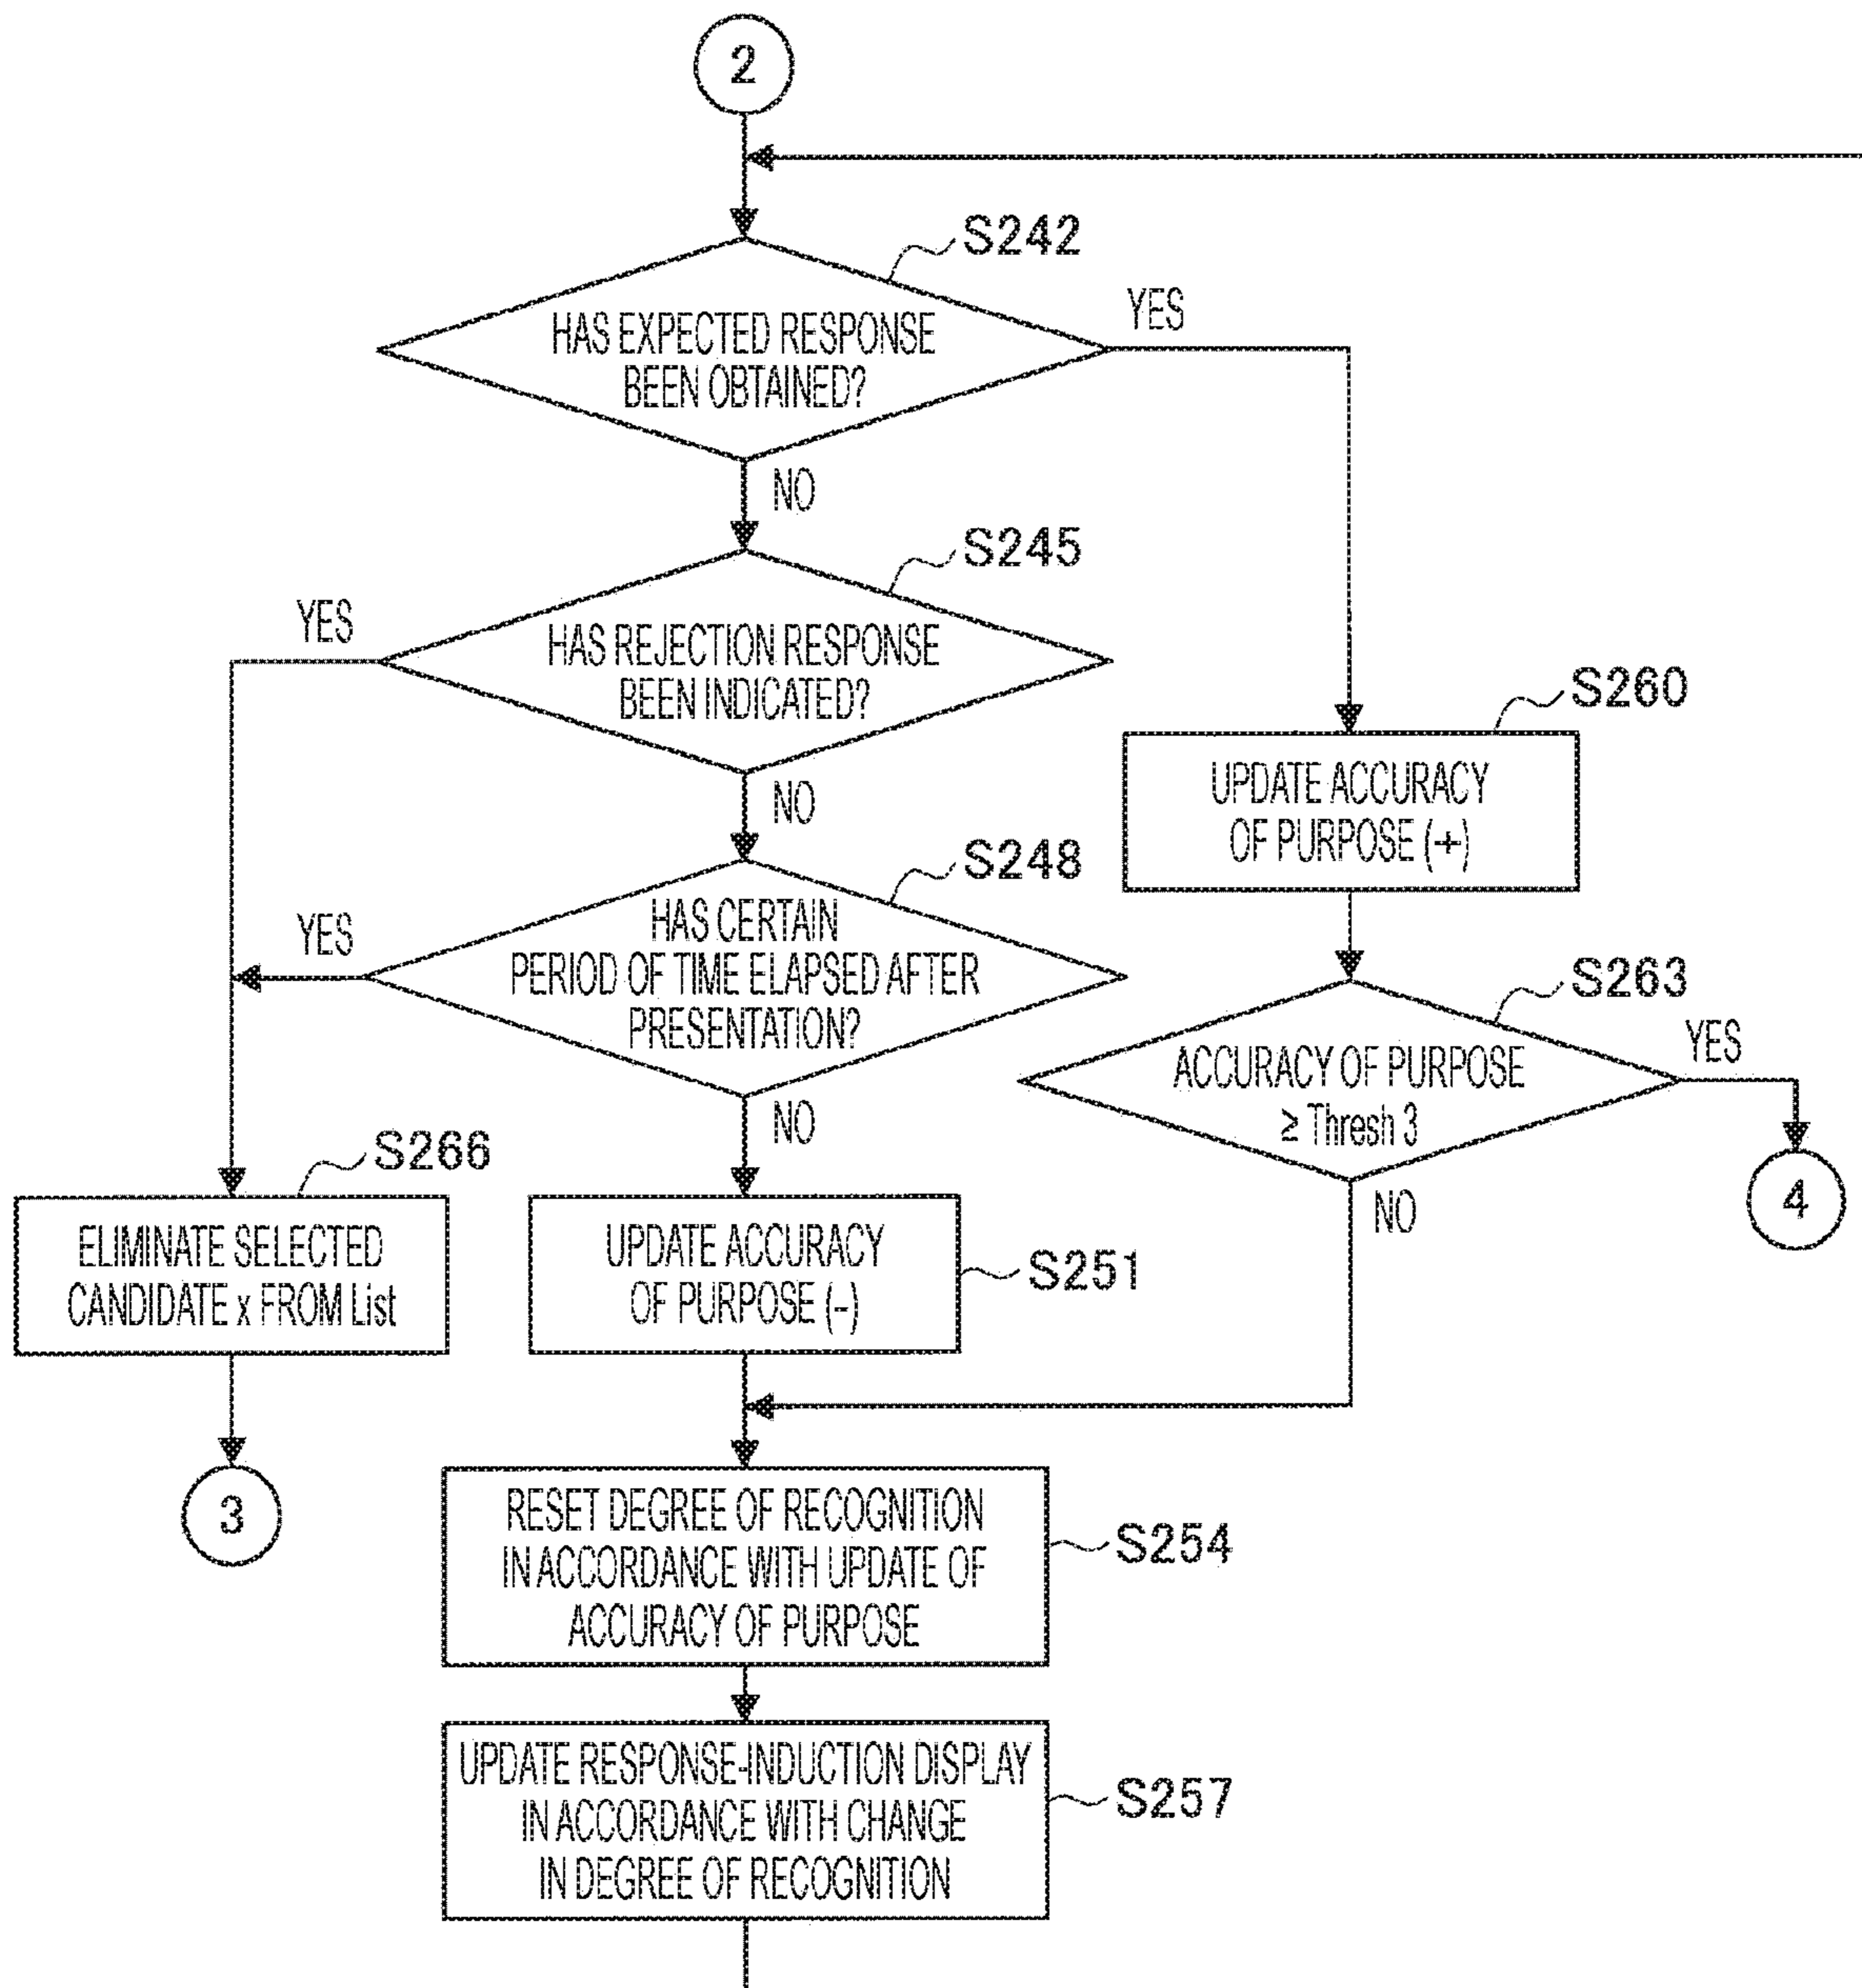 2
S242
YES
HAS EXPECTED RESPONSE
BEEN OBTAINED?
NO
S245
YES
HAS REJECTION RESPONSE
BEEN INDICATED?
NO
S260
UPDATE ACCURACY
OF PURPOSE (+)
S248
YES
HAS CERTAIN
PERIOD OF TIME ELAPSED AFTER
PRESENTATION?
NO
S263
YES
ACCURACY OF PURPOSE
≥ Thresh 3
NO
4
S266
ELIMINATE SELECTED
CANDIDATE x FROM List
3
UPDATE ACCURACY
OF PURPOSE (-)
S251
RESET DEGREE OF RECOGNITION
IN ACCORDANCE WITH UPDATE OF
ACCURACY OF PURPOSE
S254
UPDATE RESPONSE-INDUCTION DISPLAY
IN ACCORDANCE WITH CHANGE
IN DEGREE OF RECOGNITION
S257